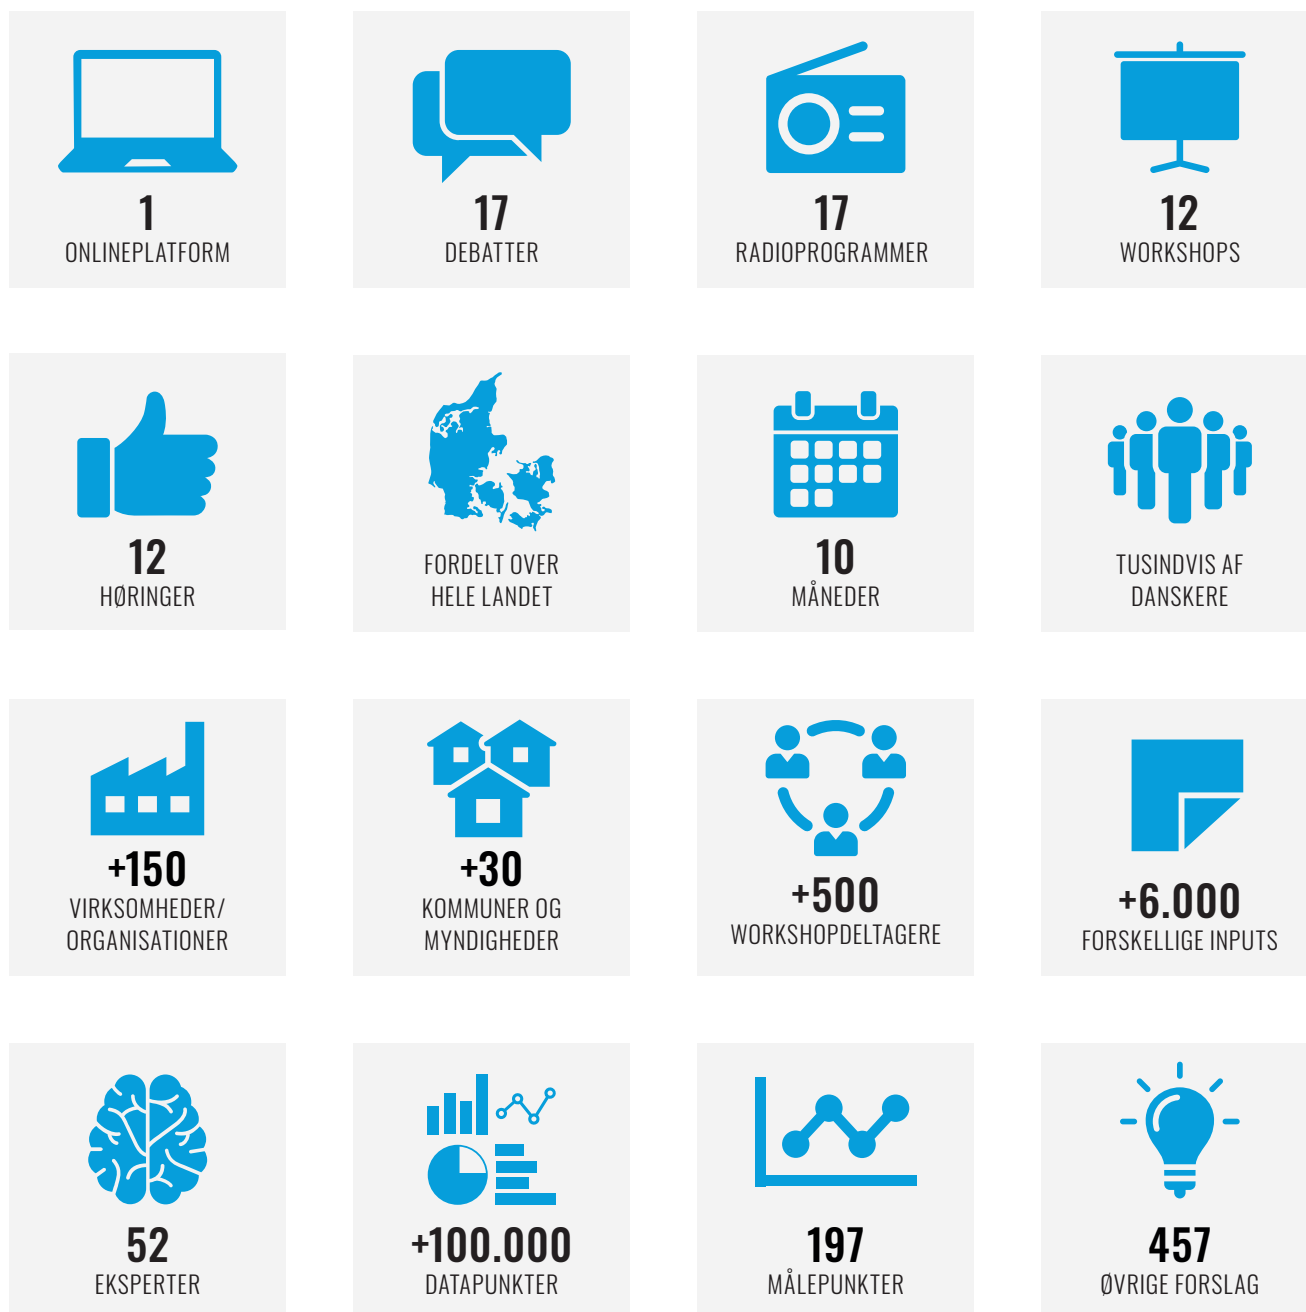 1
ONLINEPLATFORM
17
DEBATTER
17
RADIOPROGRAMMER
12
WORKSHOPS
12
HØRINGER
FORDELT OVER
HELE LANDET
10
MÅNEDER
TUSINDVIS AF
DANSKERE
+150
VIRKSOMHEDER/
ORGANISATIONER
+30
KOMMUNER OG
MYNDIGHEDER
+500
WORKSHOPDELTAGERE
+6.000
FORSKELLIGE INPUTS
52
EKSPERTER
+100.000
DATAPUNKTER
197
MÅLEPUNKTER
457
ØVRIGE FORSLAG